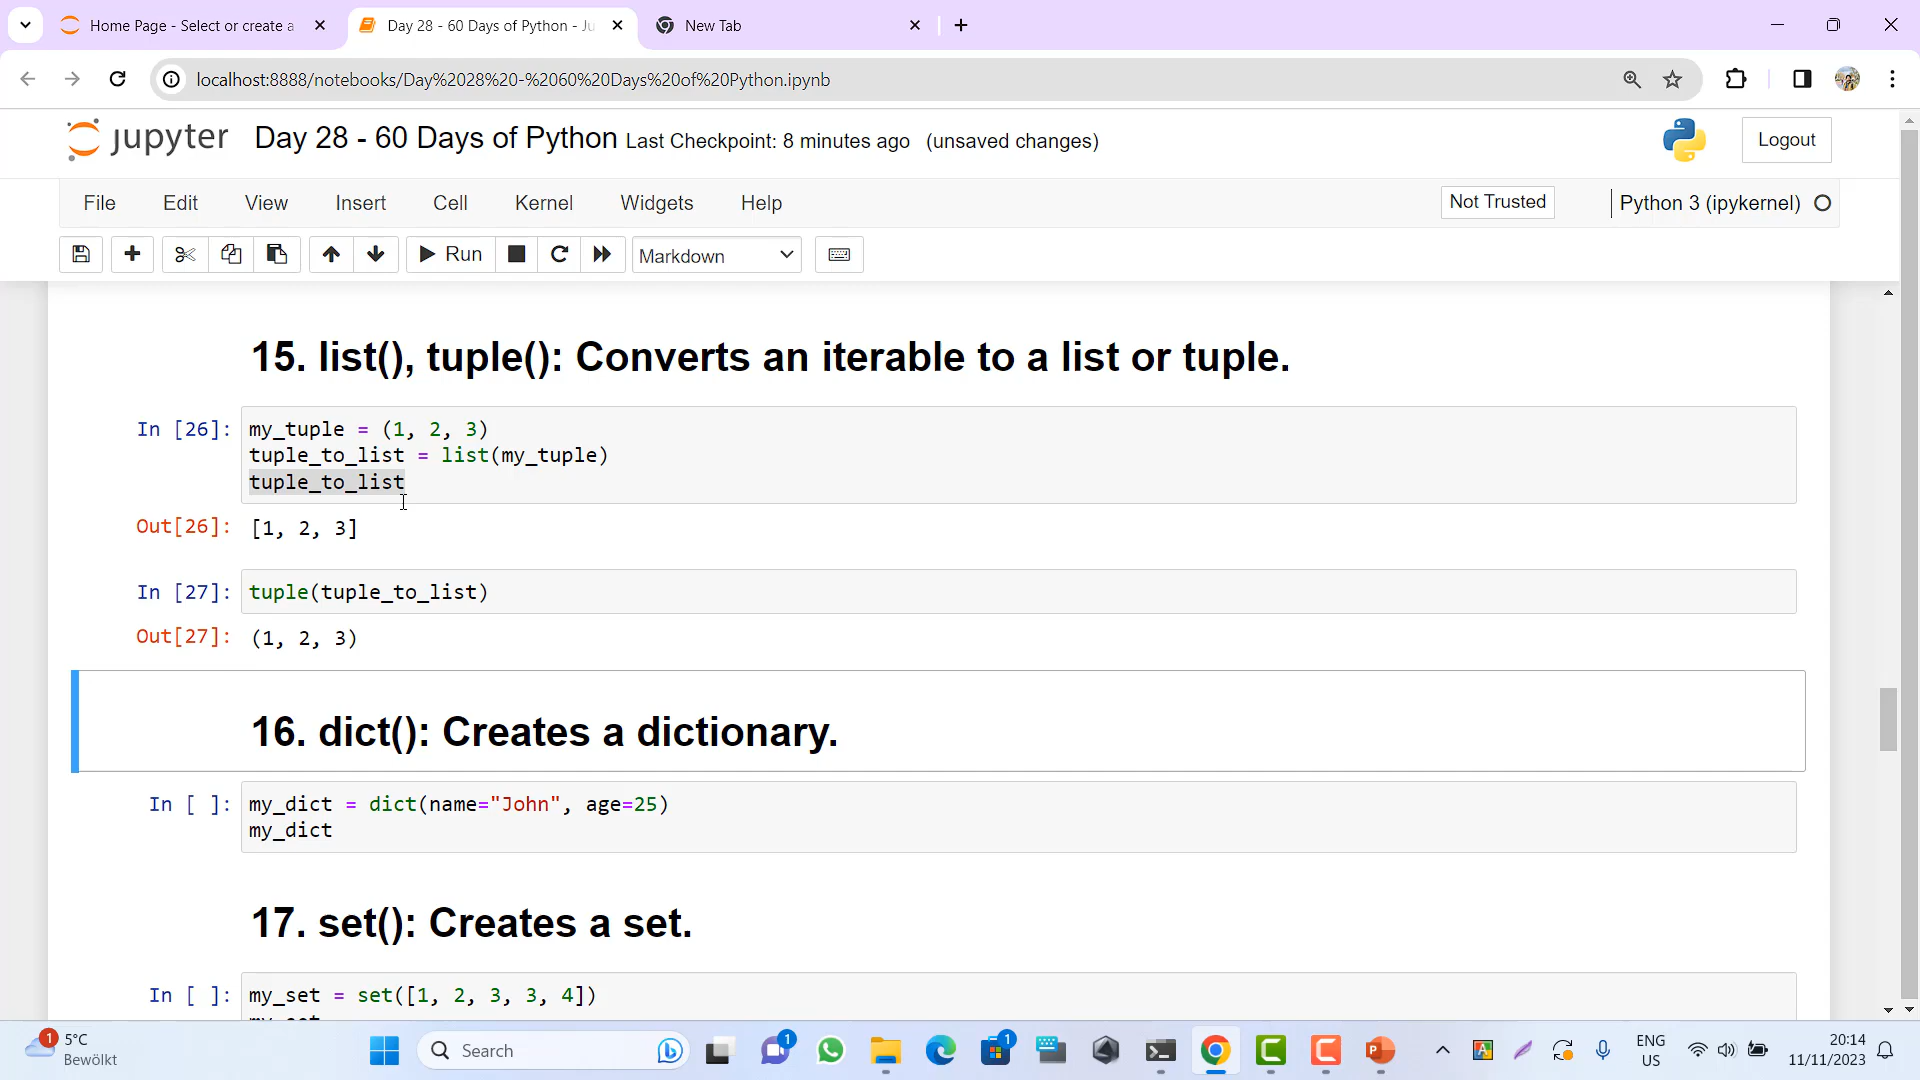 Home Page - Select or create a
Day 28 - 60 Days of Python - Ju
New Tab
localhost:8888/notebooks/Day%2028%20-%2060%20Days%20of%20Python.ipynb
jupyter
Day 28 - 60 Days of Python Last Checkpoint: 8 minutes ago (unsaved changes)
Logout
File Edit View Insert Cell Kernel Widgets Help
Not Trusted
Python 3 (ipykernel)
Run
Markdown
15. list(), tuple(): Converts an iterable to a list or tuple.
In [26]: my_tuple = (1, 2, 3)
tuple_to_list = list(my_tuple)
tuple_to_list
Out[26]: [1, 2, 3]
In [27]: tuple(tuple_to_list)
Out[27]: (1, 2, 3)
16. dict(): Creates a dictionary.
In [ ]: my_dict = dict(name="John", age=25)
my_dict
17. set(): Creates a set.
In [ ]: my_set = set([1, 2, 3, 3, 4])
1
5°C
Bewölkt
Search
1
1
ENG
US
20:14
11/11/2023